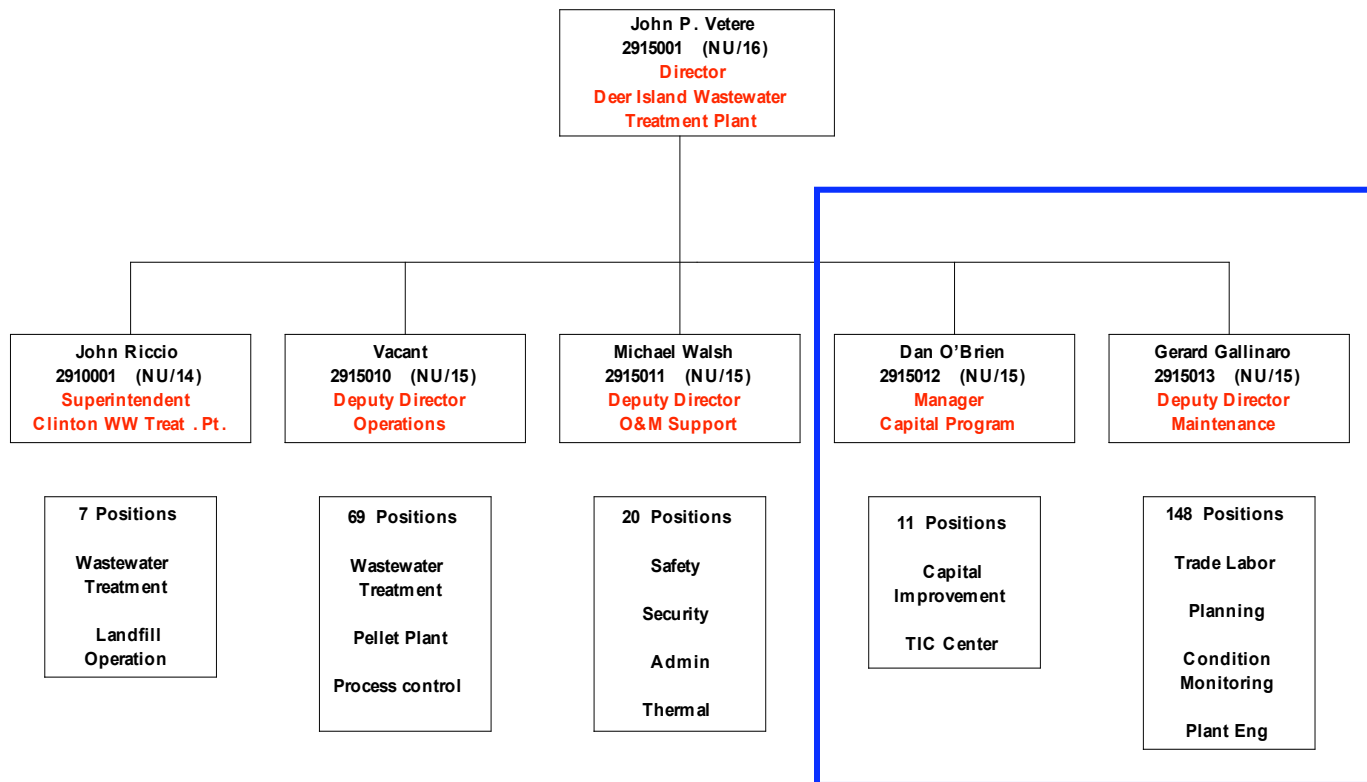 John P. Vetere
2915001 (NU/16)
Director
Deer Island Wastewater
Treatment Plant
John Riccio
2910001 (NU/14)
Superintendent
Clinton WW Treat . Pt.
Vacant
2915010 (NU/15)
Deputy Director
Operations
Michael Walsh
2915011 (NU/15)
Deputy Director
O&M Support
Dan O’Brien
2915012 (NU/15)
Manager
Capital Program
Gerard Gallinaro
2915013 (NU/15)
Deputy Director
Maintenance
7 Positions
Wastewater
Treatment
Landfill
Operation
69 Positions
Wastewater
Treatment
Pellet Plant
Process control
20 Positions
Safety
Security
Admin
Thermal
11 Positions
Capital
Improvement
TIC Center
148 Positions
Trade Labor
Planning
Condition
Monitoring
Plant Eng